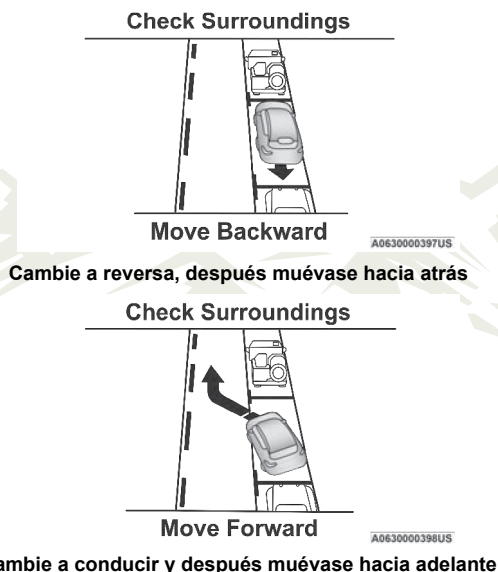 Check Surroundings
Move Backward
A0630000397US
Cambie a reversa, después muévase hacia atrás
Check Surroundings
Move Forward
A0630000398US
ambie a conducir y después muévase hacia adelante